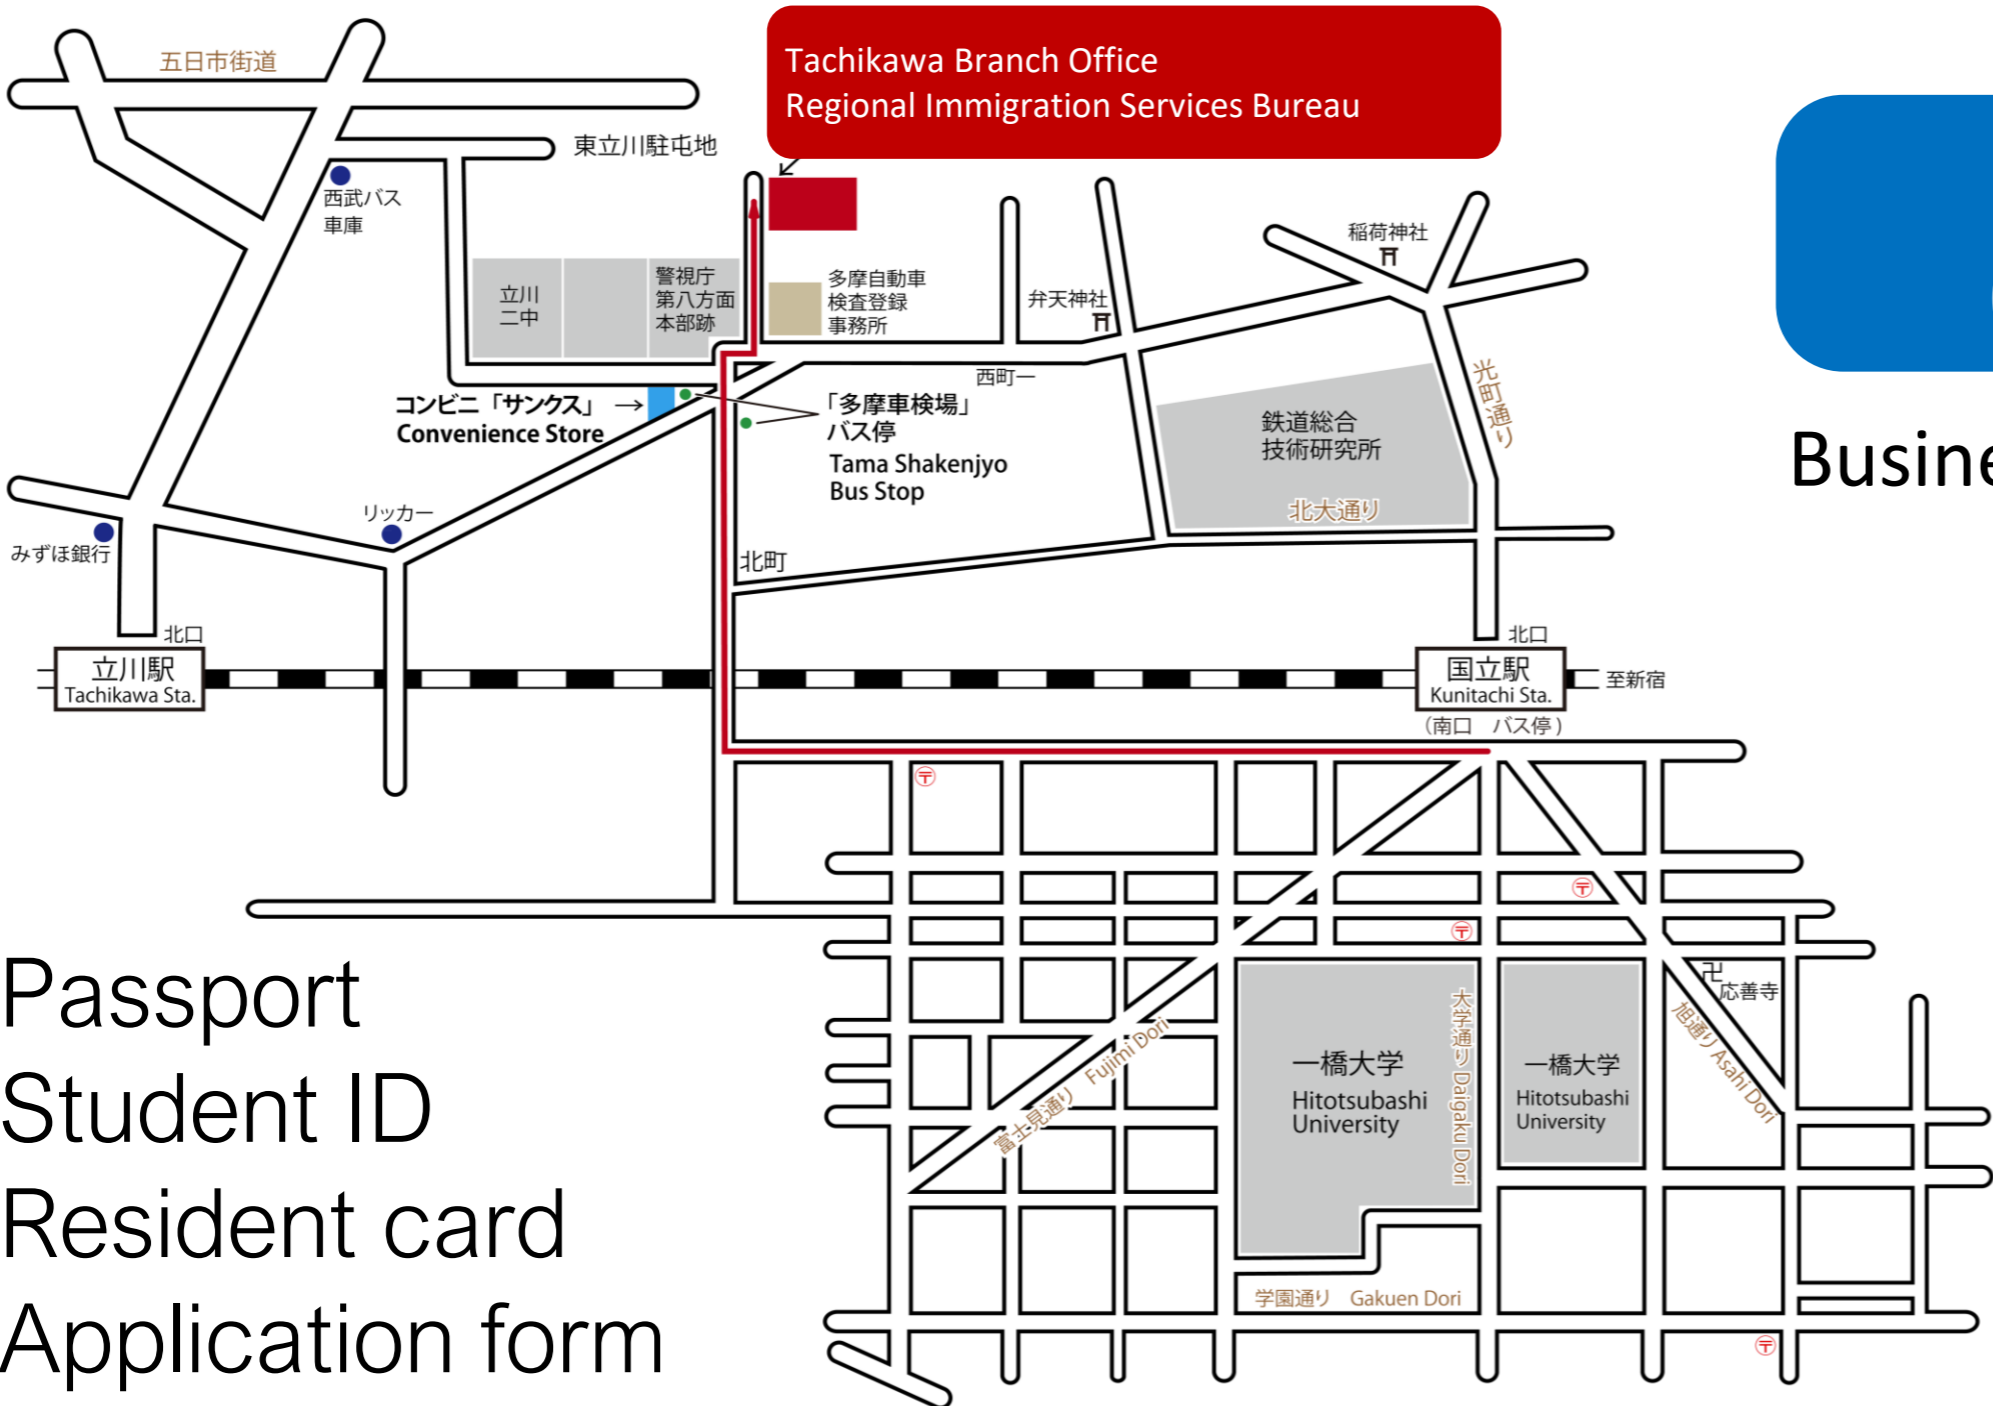 五日市街道
Tachikawa Branch Office
Regional Immigration Services Bureau
東立川駐屯地
西武バス
車庫
立川
二中
警視庁
第八方面
本部跡
多摩自動車
検査登録
事務所
弁天神社
稲荷神社
西町一
光町通り
コンビニ「サンクス」 →
Convenience Store
「多摩車検場」
バス停
Tama Shakenjyo
Bus Stop
鉄道総合
技術研究所
北大通り
リッカー
みずほ銀行
北町
北口
立川駅
Tachikawa Sta.
北口
国立駅
Kunitachi Sta.
(南口 バス停)
至新宿
〒
〒
〒
卍
応善寺
旭通り Asahi Dori
大学通り Daigaku Dori
富士見通り Fujimi Dori
一橋大学
Hitotsubashi
University
一橋大学
Hitotsubashi
University
学園通り Gakuen Dori
〒
Passport
Student ID
Resident card
Application form